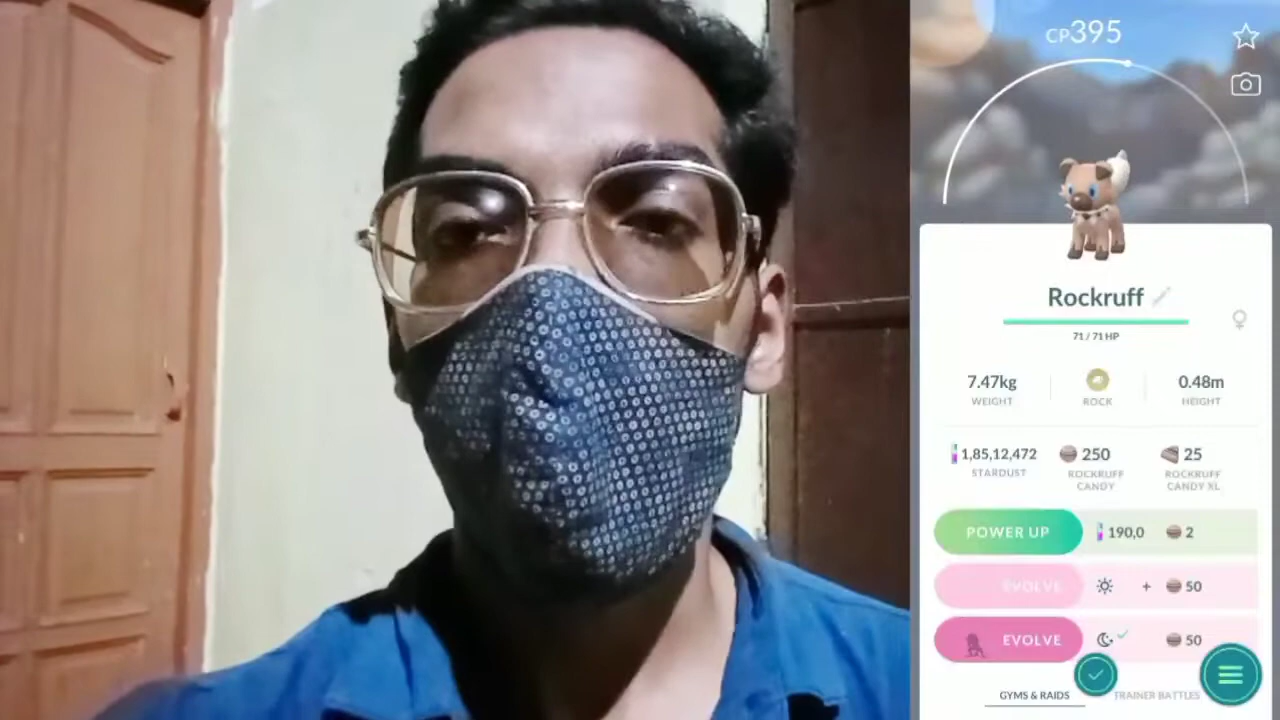 CP395
Rockruff
71 / 71 HP
7.47kg
WEIGHT
ROCK
0.48m
HEIGHT
1,85,12,472
STARDUST
250
ROCKRUFF
CANDY
25
ROCKRUFF
CANDY XL
POWER UP
190,0
2
EVOLVE
+
50
EVOLVE
50
GYMS & RAIDS
TRAINER BATTLES